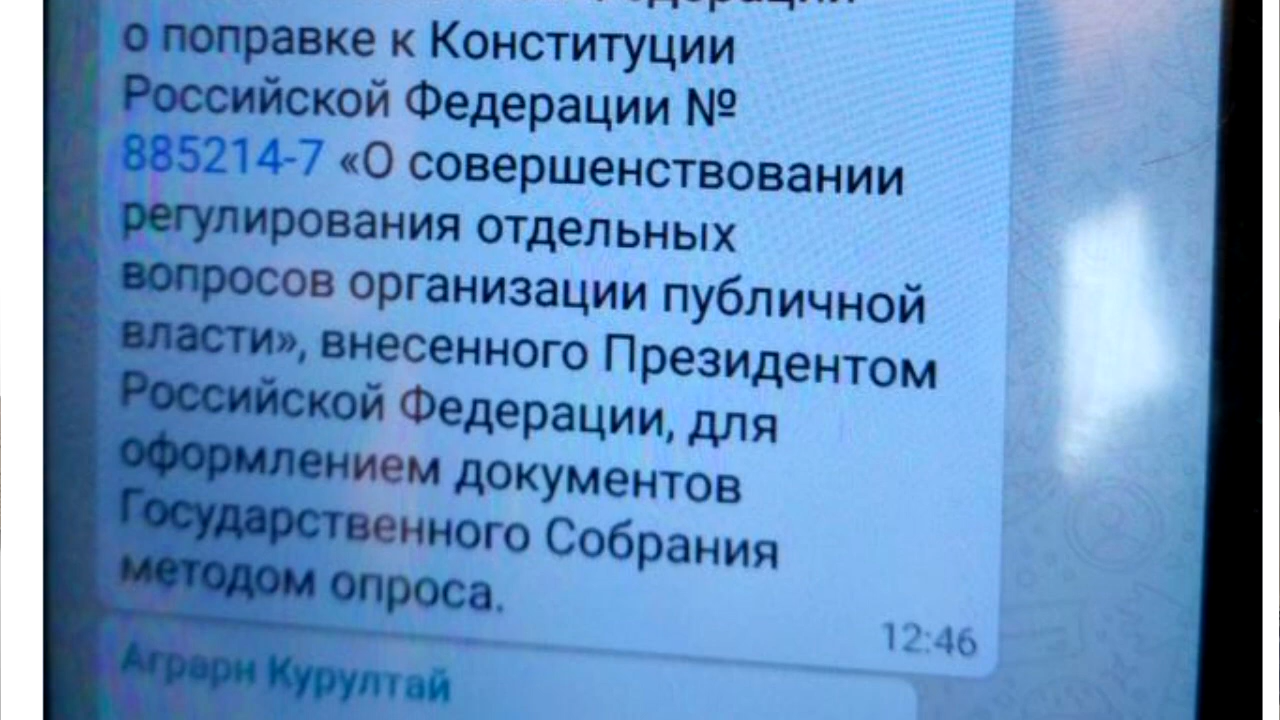 Федерации
о поправке к Конституции
Российской Федерации №
885214-7 «О совершенствовании
регулирования отдельных
вопросов организации публичной
власти», внесенного Президентом
Российской Федерации, для
оформлением документов
Государственного Собрания
методом опроса.
12:46
Аграрн Курултай